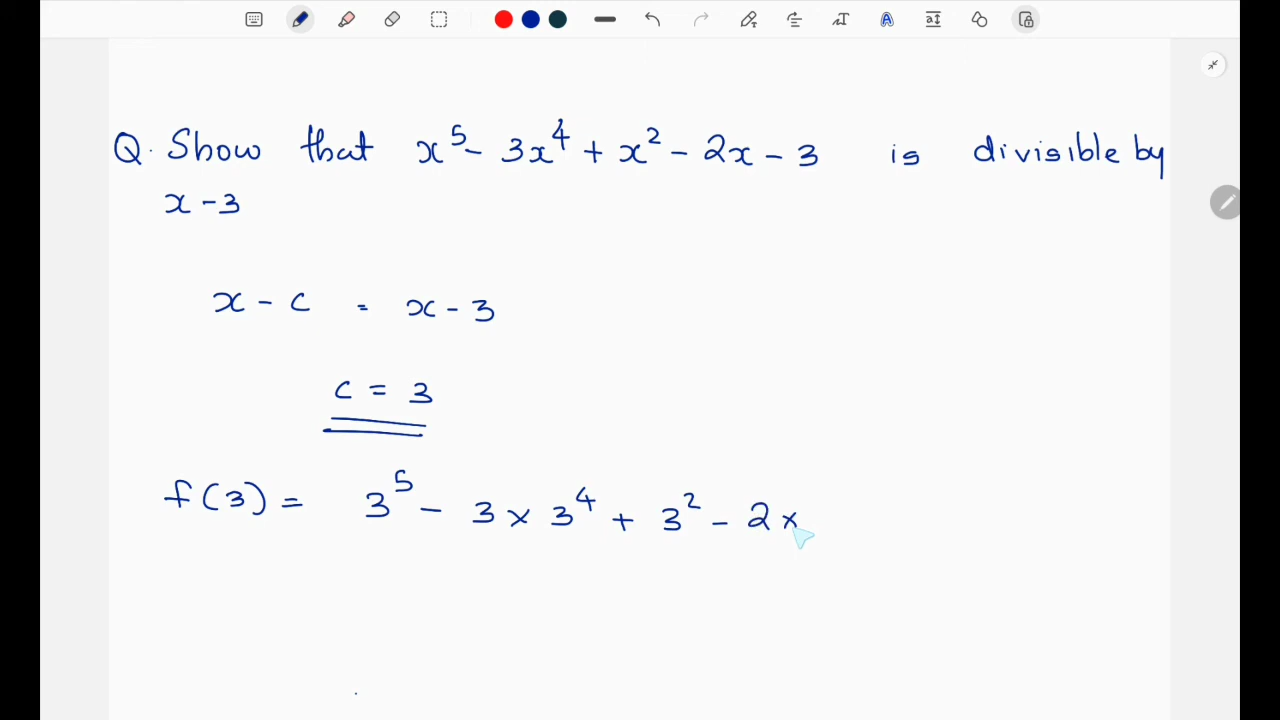 Q. Show that x⁵ - 3x⁴ + x² - 2x - 3 is divisible by
x - 3
x - c = x - 3
c = 3
f(3) = 3⁵ - 3 × 3⁴ + 3² - 2 ×